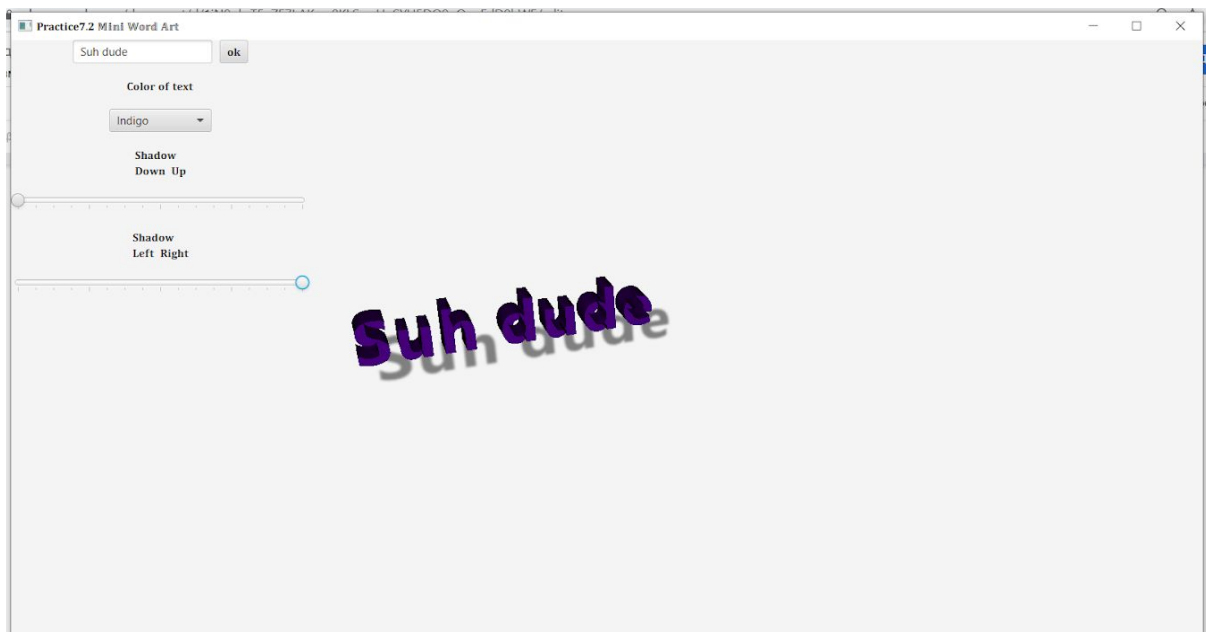 Practice7.2 Mini Word Art
Suh dude
ok
Color of text
Indigo
Shadow
Down Up
Shadow
Left Right
Suh dude